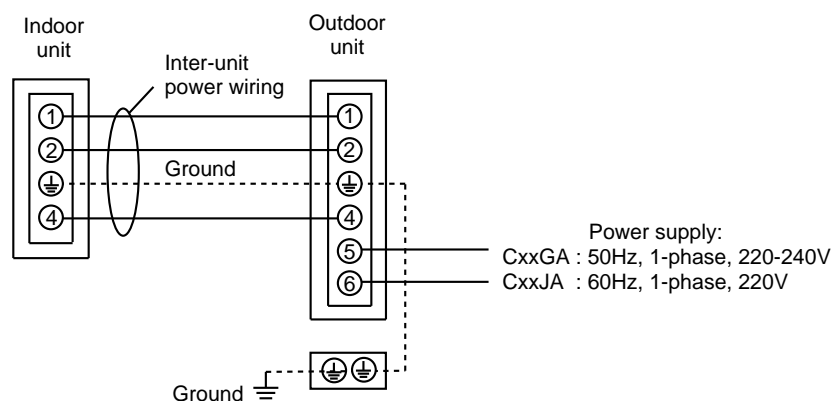 Indoor
unit
Outdoor
unit
Inter-unit
power wiring
1
1
2
2
Ground
4
4
5
6
Power supply:
CxxGA : 50Hz, 1-phase, 220-240V
CxxJA : 60Hz, 1-phase, 220V
Ground